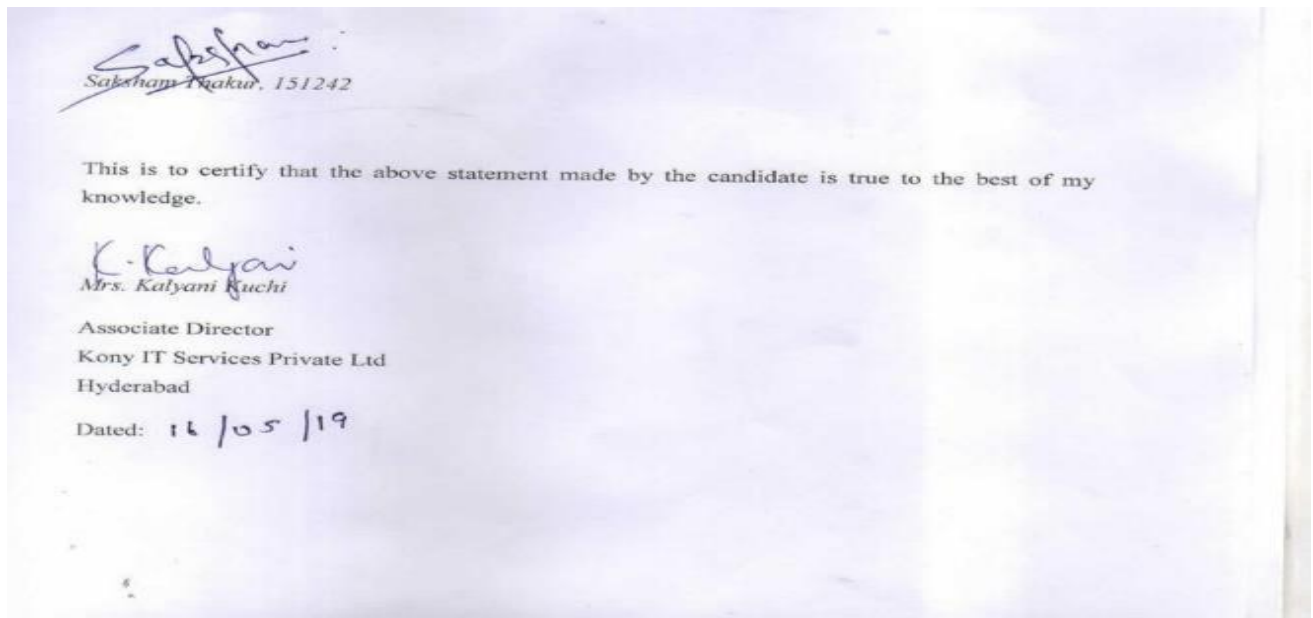 Saksham
Saksham Thakur, 151242
This is to certify that the above statement made by the candidate is true to the best of my
knowledge.
K. Kalyani
Mrs. Kalyani Kuchi
Associate Director
Kony IT Services Private Ltd
Hyderabad
Dated: 16/05/19